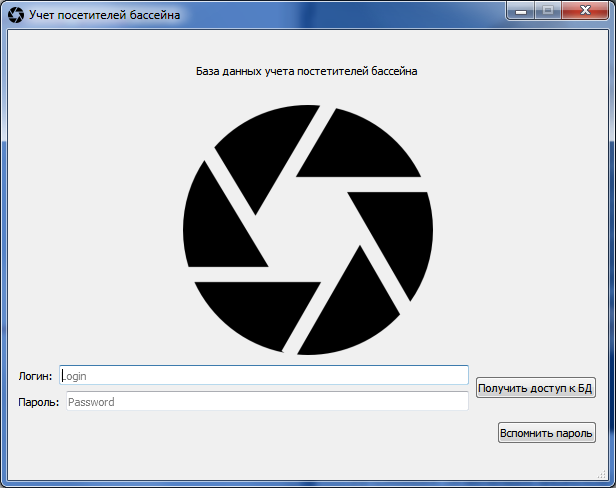 Учет посетителей бассейна
База данных учета постетителей бассейна
Логин:
Login
Получить доступ к БД
Пароль:
Password
Вспомнить пароль